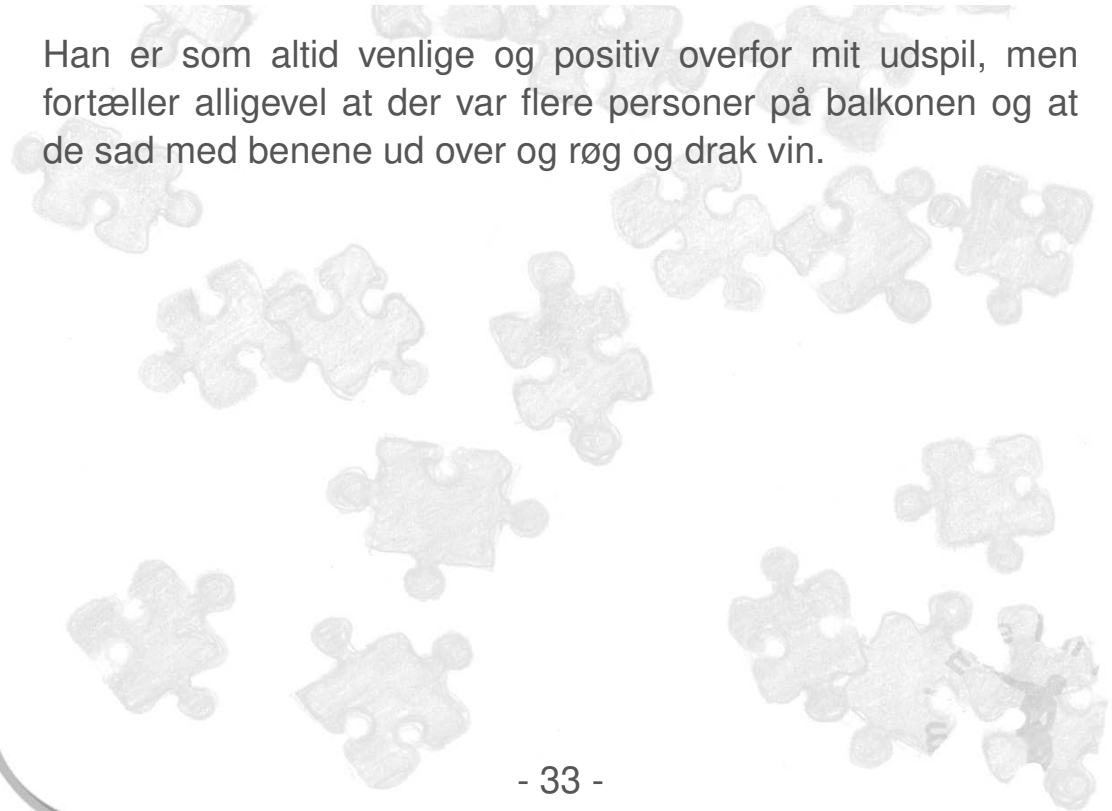 Han er som altid venlige og positiv overfor mit udspil, men
fortæller alligevel at der var flere personer på balkonen og at
de sad med benene ud over og røg og drak vin.
- 33 -